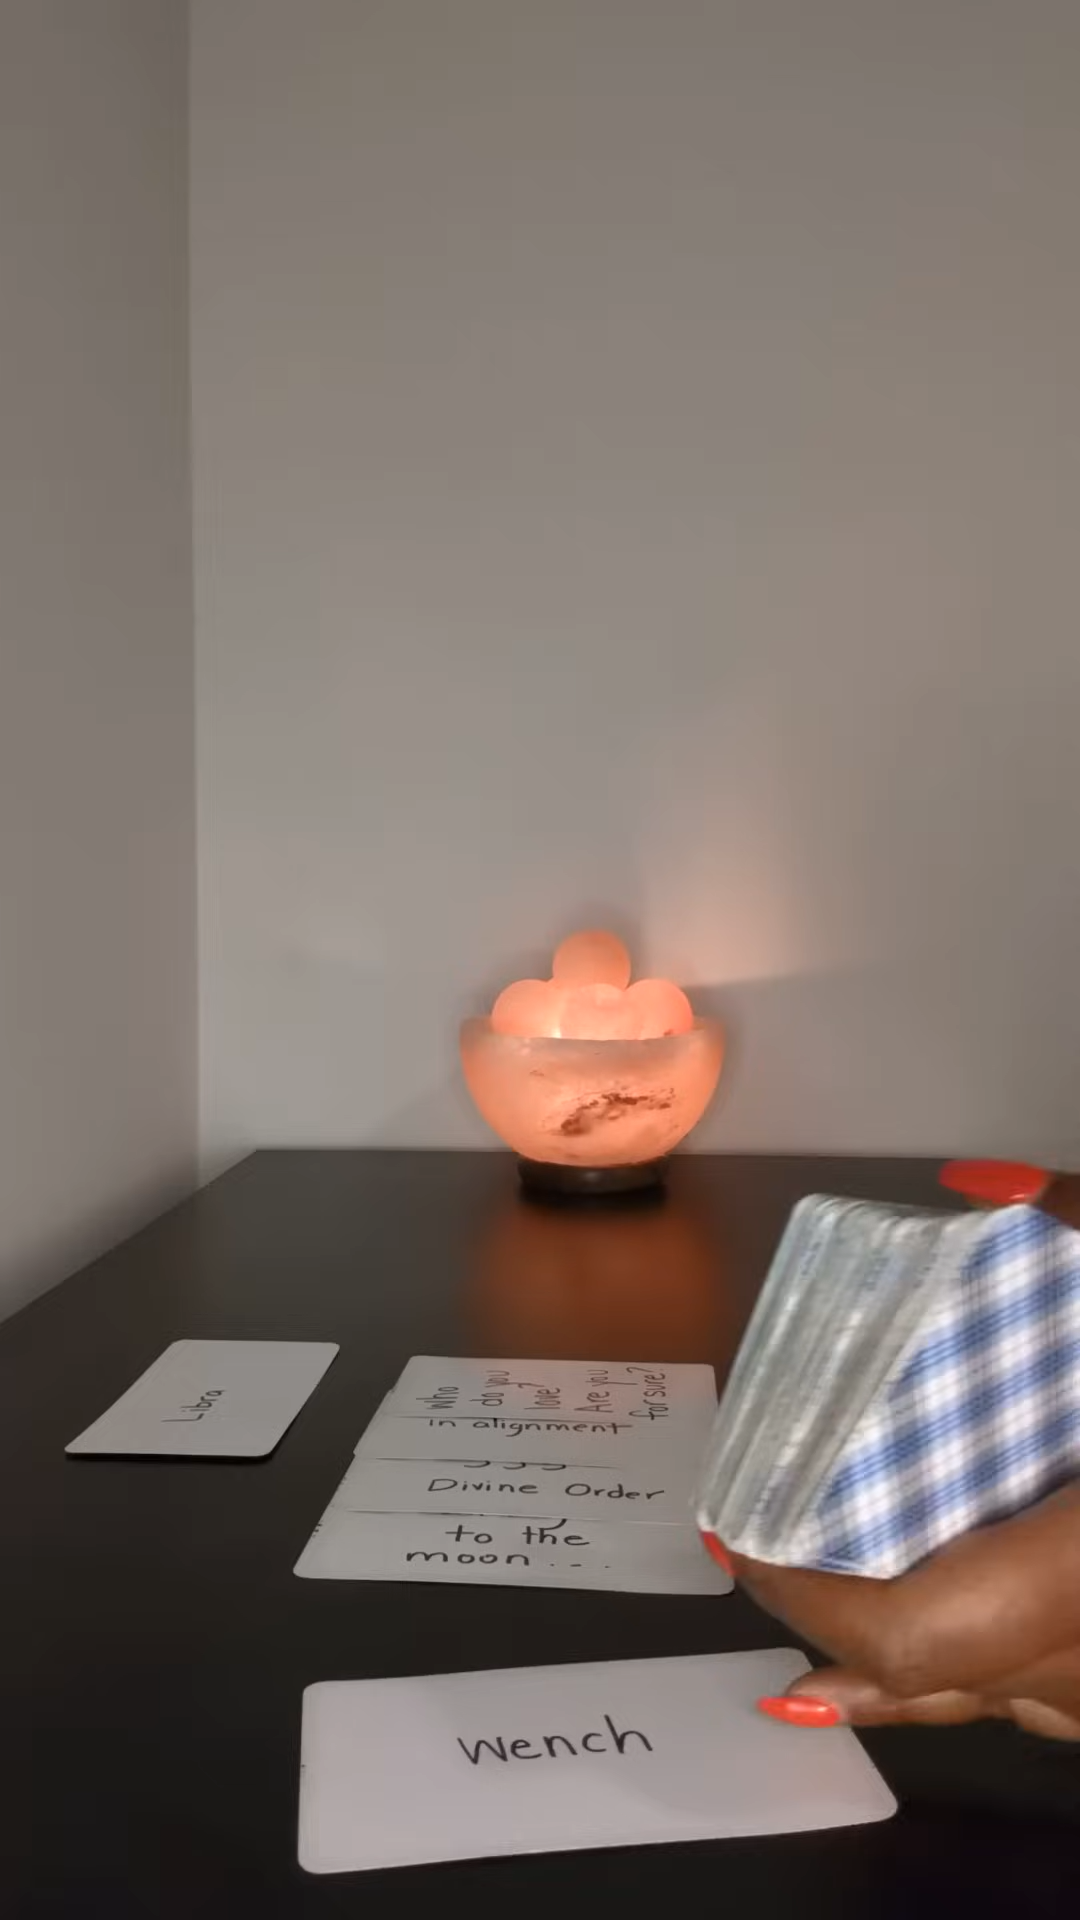 Libra
Who
do you
love?
Are you
for sure?
in alignment
Divine Order
to the
moon...
Wench